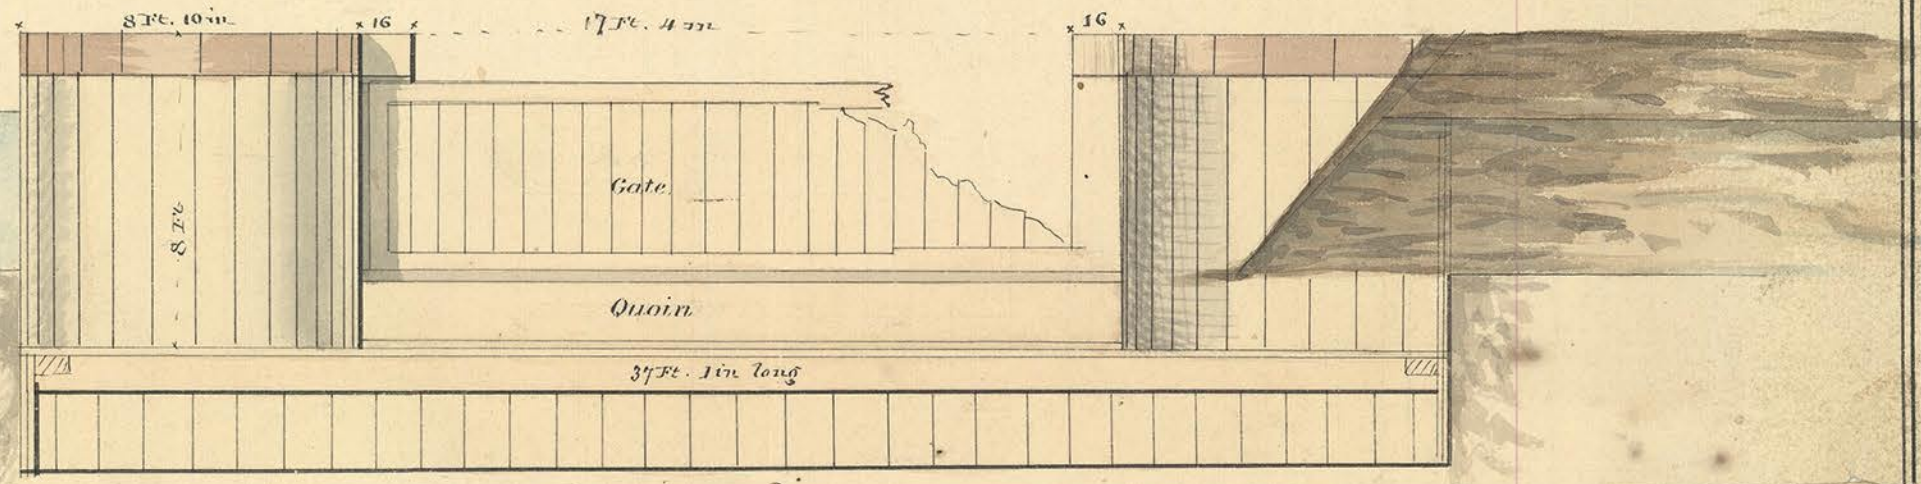 8 Ft. 10 in 16 17 Ft. 4 in 16
8 Ft
Gate
Quoin
37 Ft. 1 in long